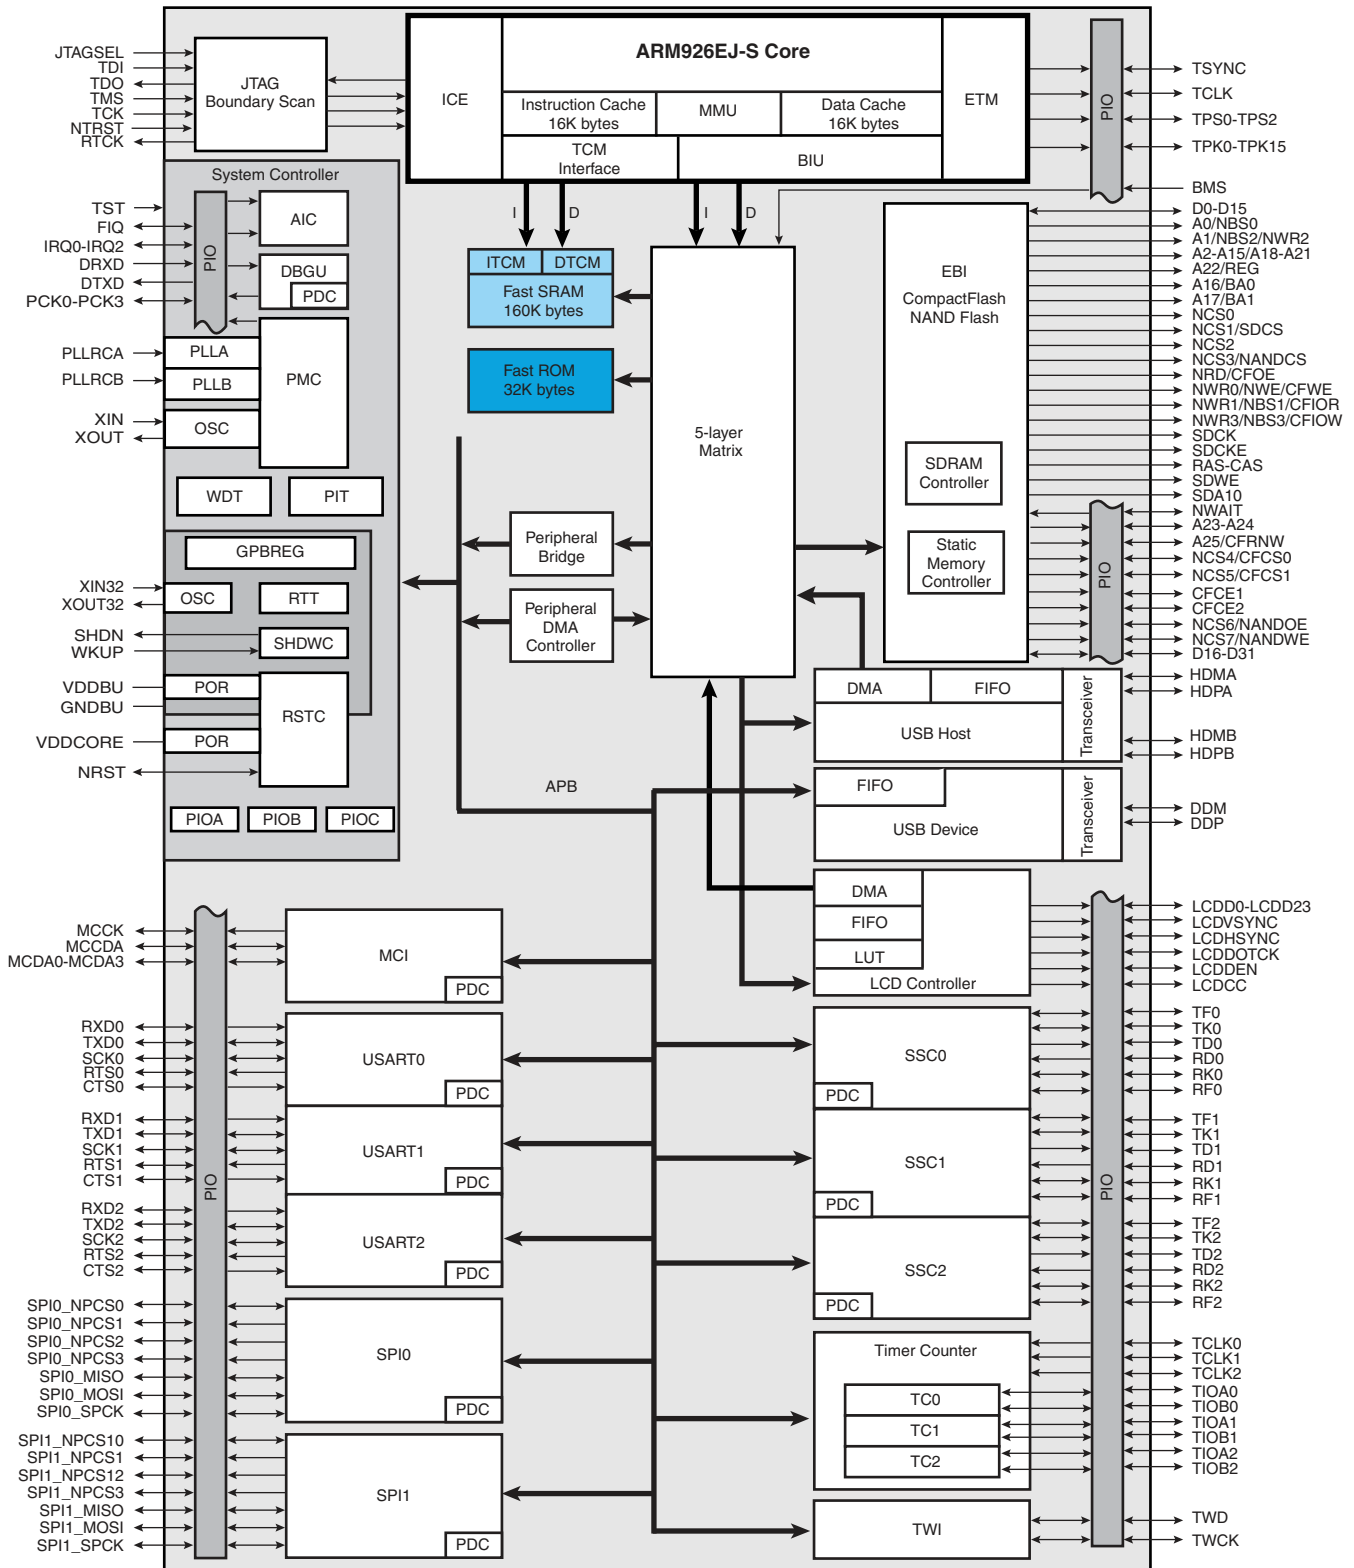 ARM926EJ-S Core
ICE
ETM
Instruction Cache
16K bytes
MMU
Data Cache
16K bytes
TCM
Interface
BIU
JTAGSEL
TDI
TDO
TMS
TCK
NTRST
RTCK
JTAG
Boundary Scan
PIO
TSYNC
TCLK
TPS0-TPS2
TPK0-TPK15
BMS
System Controller
TST
FIQ
IRQ0-IRQ2
DRXD
DTXD
PCK0-PCK3
PIO
AIC
DBGU
PDC
PLLRCA
PLLRCB
XIN
XOUT
PLLA
PLLB
OSC
PMC
WDT
PIT
GPBREG
XIN32
XOUT32
OSC
RTT
SHDN
WKUP
SHDWC
VDDBU
GNDBU
POR
RSTC
VDDCORE
POR
NRST
PIOA
PIOB
PIOC
I
D
I
D
ITCM
DTCM
Fast SRAM
160K bytes
Fast ROM
32K bytes
5-layer
Matrix
Peripheral
Bridge
Peripheral
DMA
Controller
APB
EBI
CompactFlash
NAND Flash
SDRAM
Controller
Static
Memory
Controller
D0-D15
A0/NBS0
A1/NBS2/NWR2
A2-A15/A18-A21
A22/REG
A16/BA0
A17/BA1
NCS0
NCS1/SDCS
NCS2
NCS3/NANDCS
NRD/CFOE
NWR0/NWE/CFWE
NWR1/NBS1/CFIOR
NWR3/NBS3/CFIOW
SDCK
SDCKE
RAS-CAS
SDWE
SDA10
PIO
NWAIT
A23-A24
A25/CFRNW
NCS4/CFCS0
NCS5/CFCS1
CFCE1
CFCE2
NCS6/NANDOE
NCS7/NANDWE
D16-D31
DMA
FIFO
USB Host
Transceiver
HDMA
HDPA
HDMB
HDPB
FIFO
USB Device
Transceiver
DDM
DDP
DMA
FIFO
LUT
LCD Controller
LCDD0-LCDD23
LCDVSYNC
LCDHSYNC
LCDDOTCK
LCDDEN
LCDCC
MCCK
MCCDA
MCDA0-MCDA3
MCI
PDC
RXD0
TXD0
SCK0
RTS0
CTS0
USART0
PDC
RXD1
TXD1
SCK1
RTS1
CTS1
PIO
USART1
PDC
RXD2
TXD2
SCK2
RTS2
CTS2
USART2
PDC
SPI0_NPCS0
SPI0_NPCS1
SPI0_NPCS2
SPI0_NPCS3
SPI0_MISO
SPI0_MOSI
SPI0_SPCK
SPI0
PDC
SPI1_NPCS10
SPI1_NPCS1
SPI1_NPCS12
SPI1_NPCS3
SPI1_MISO
SPI1_MOSI
SPI1_SPCK
SPI1
PDC
SSC0
PDC
TF0
TK0
TD0
RD0
RK0
RF0
SSC1
PDC
PIO
TF1
TK1
TD1
RD1
RK1
RF1
SSC2
PDC
TF2
TK2
TD2
RD2
RK2
RF2
Timer Counter
TC0
TC1
TC2
TCLK0
TCLK1
TCLK2
TIOA0
TIOB0
TIOA1
TIOB1
TIOA2
TIOB2
TWI
TWD
TWCK